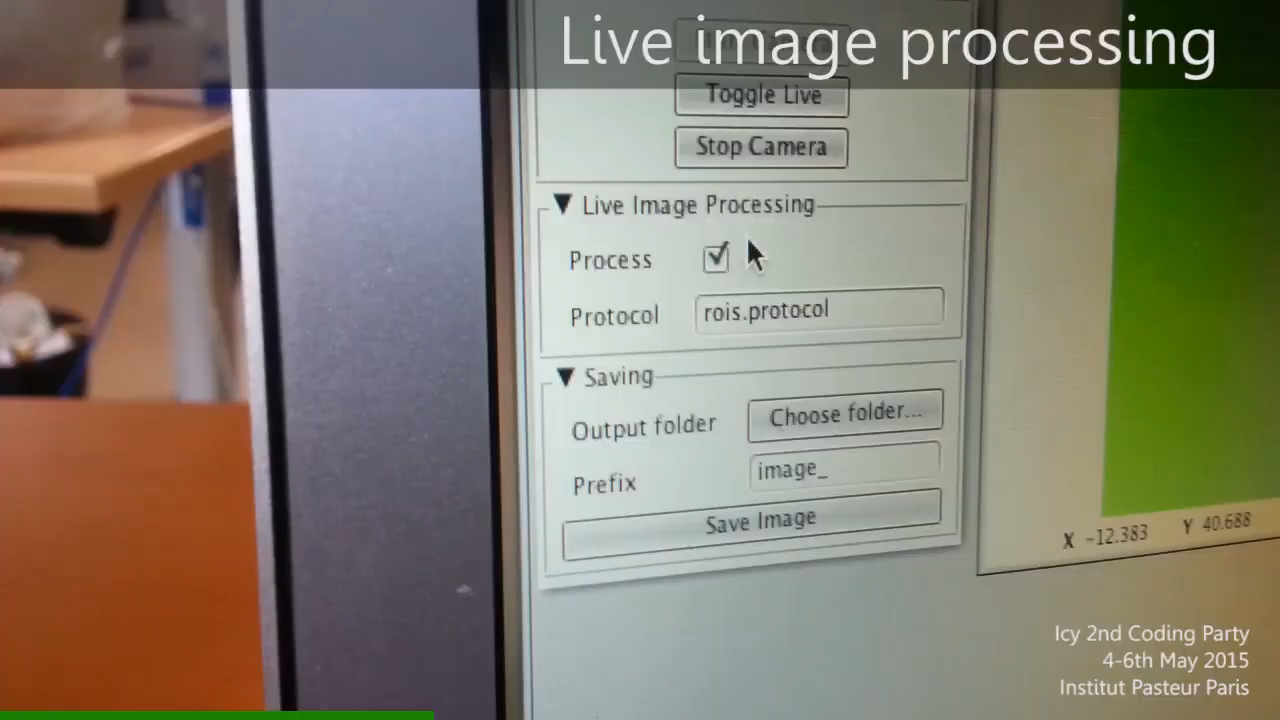 Live image processing
Toggle Live
Stop Camera
Live Image Processing
Process
Protocol rois.protocol
Saving
Output folder Choose folder...
Prefix image_
Save Image
X -12.383 Y 40.688
Icy 2nd Coding Party
4-6th May 2015
Institut Pasteur Paris